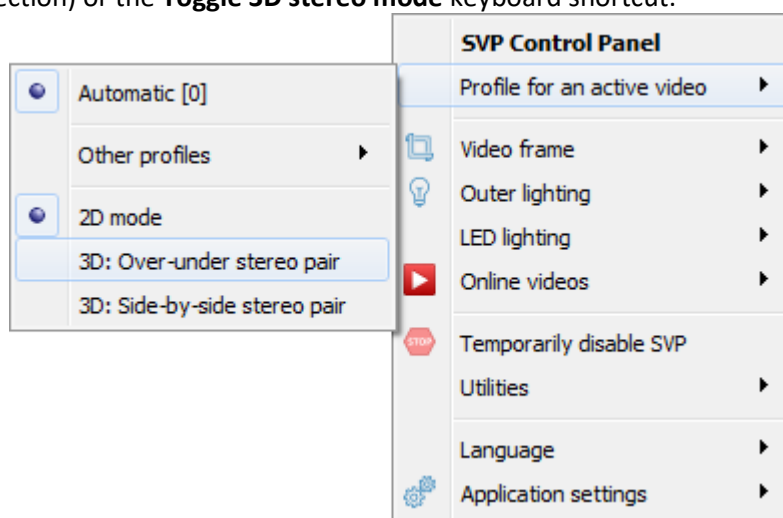 ection) or the Toggle 3D stereo mode keyboard shortcut.
SVP Control Panel
Profile for an active video
Automatic [0]
Other profiles
2D mode
3D: Over-under stereo pair
3D: Side-by-side stereo pair
Video frame
Outer lighting
LED lighting
Online videos
STOP
Temporarily disable SVP
Utilities
Language
Application settings